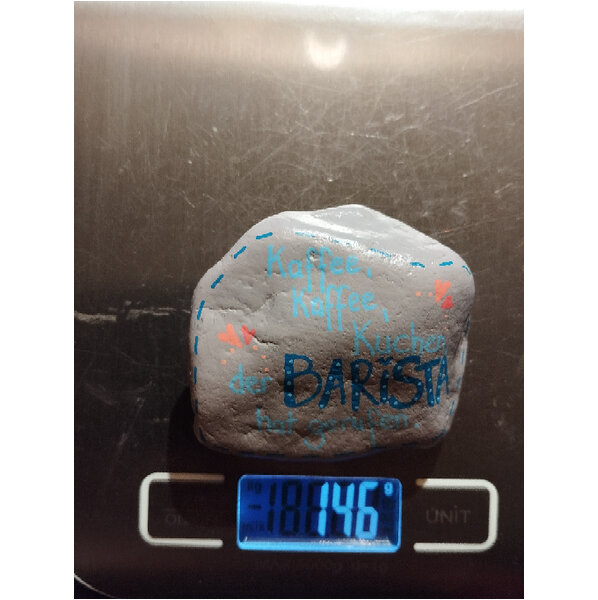 Kaffee,
Kaffee,
Kuchen
der BARiSTA
hat gerufen
146 g
UNIT